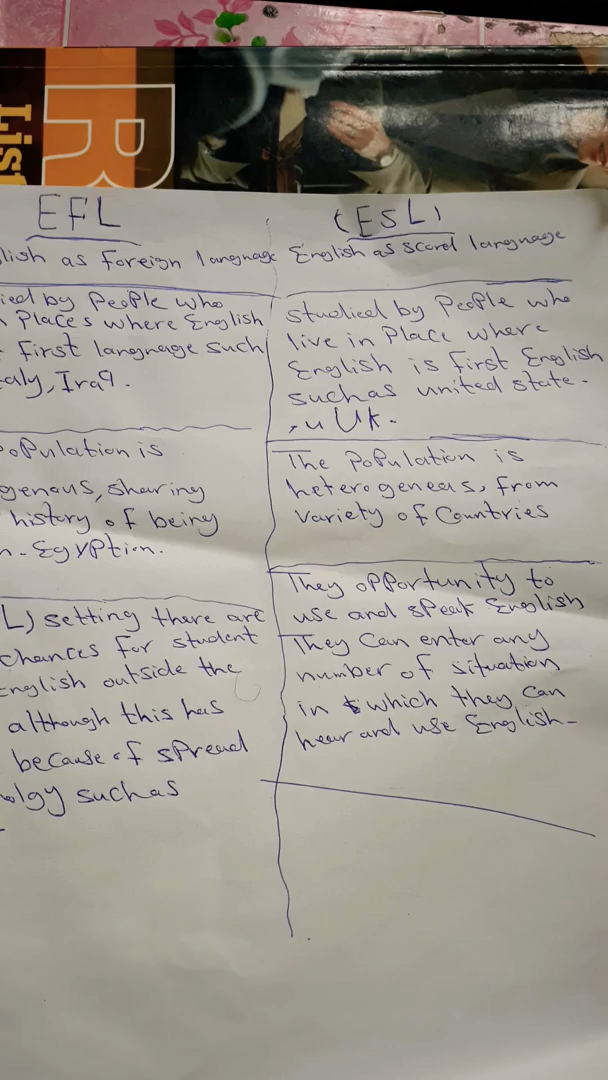 R
List
EFL
lish as Foreign language
ied by People who
Places where English
First language such
aly, Iraq.
oPulation is
genous, sharing
history of being
n-Egyption.
L) setting there are
chances for student
English outside the
although this has
because of spread
olgy suchas
(ESL)
English as scond language
studied by People who
live in Place where
English is first English
suchas united state.
, u UK.
The PoPulation is
heterogeneas, from
variety of Countries
They opportunity to
use and speak English
They Can enter any
number of situation
in which they can
hear and use English-